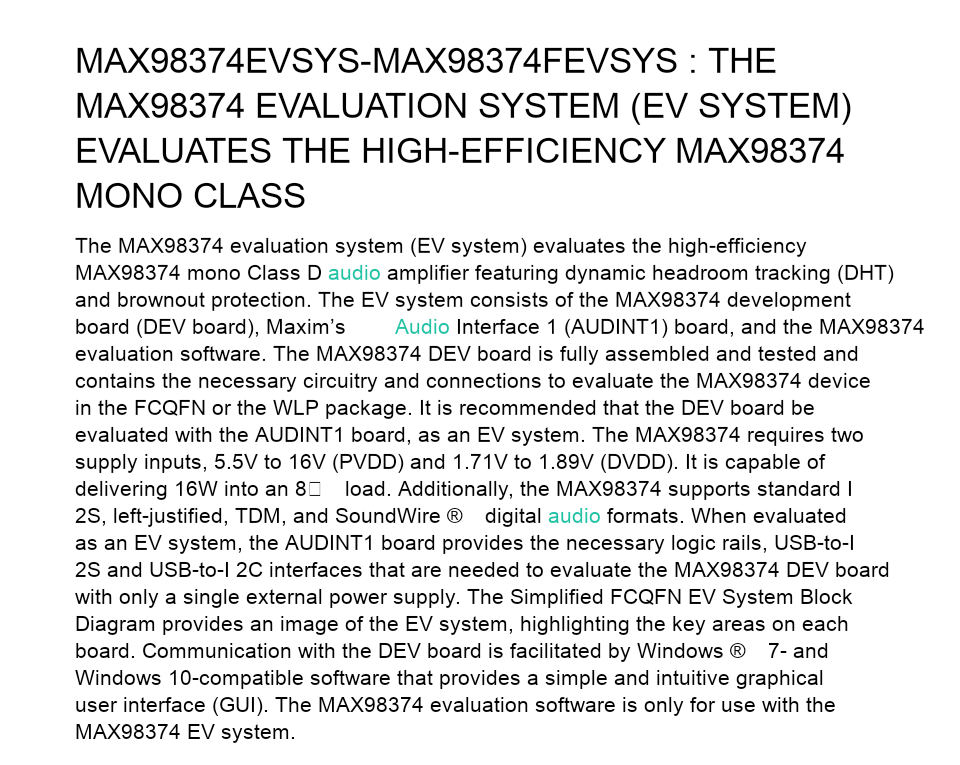 MAX98374EVSYS-MAX98374FEVSYS : THE
MAX98374 EVALUATION SYSTEM (EV SYSTEM)
EVALUATES THE HIGH-EFFICIENCY MAX98374
MONO CLASS
The MAX98374 evaluation system (EV system) evaluates the high-efficiency
MAX98374 mono Class D audio amplifier featuring dynamic headroom tracking (DHT)
and brownout protection. The EV system consists of the MAX98374 development
board (DEV board), Maxim’s Audio Interface 1 (AUDINT1) board, and the MAX98374
evaluation software. The MAX98374 DEV board is fully assembled and tested and
contains the necessary circuitry and connections to evaluate the MAX98374 device
in the FCQFN or the WLP package. It is recommended that the DEV board be
evaluated with the AUDINT1 board, as an EV system. The MAX98374 requires two
supply inputs, 5.5V to 16V (PVDD) and 1.71V to 1.89V (DVDD). It is capable of
delivering 16W into an 8□ load. Additionally, the MAX98374 supports standard I
2S, left-justified, TDM, and SoundWire ® digital audio formats. When evaluated
as an EV system, the AUDINT1 board provides the necessary logic rails, USB-to-I
2S and USB-to-I 2C interfaces that are needed to evaluate the MAX98374 DEV board
with only a single external power supply. The Simplified FCQFN EV System Block
Diagram provides an image of the EV system, highlighting the key areas on each
board. Communication with the DEV board is facilitated by Windows ® 7- and
Windows 10-compatible software that provides a simple and intuitive graphical
user interface (GUI). The MAX98374 evaluation software is only for use with the
MAX98374 EV system.